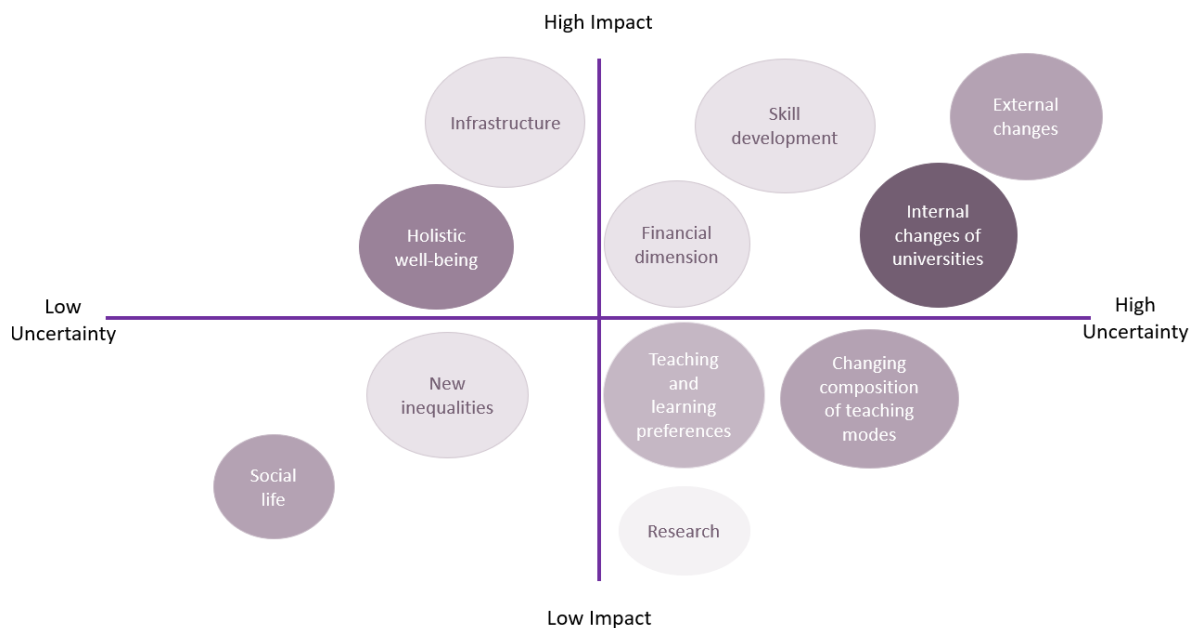 High Impact
Infrastructure
Skill
development
External
changes
Holistic
well-being
Financial
dimension
Internal
changes of
universities
Low
Uncertainty
High
Uncertainty
New
inequalities
Teaching
and
learning
preferences
Changing
composition
of teaching
modes
Social
life
Research
Low Impact